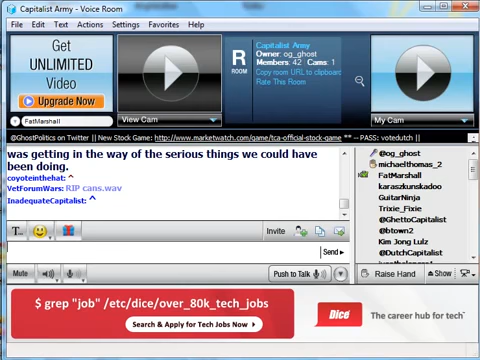 Capitalist Army - Voice Room
File Edit Text Actions Settings Favorites Help
Get
UNLIMITED
Video
Upgrade Now
FatMarshall
View Cam
R
ROOM
Capitalist Army
Owner: og_ghost
Members: 42 Cams: 1
Copy room URL to clipboard
Rate This Room
My Cam
@GhostPolitics on Twitter || New Stock Game: http://www.marketwatch.com/game/tca-official-stock-game ** -- PASS: votedutch ||
was getting in the way of the serious things we could have
been doing.
coyoteinthehat: ^
VetForumWars: RIP cans.wav
InadequateCapitalist: ^
@og_ghost
michaelthomas_2
FatMarshall
karaszkunskadoo
GuitarNinja
Trixie_Fixie
@GhettoCapitalist
@btown2
Kim Jong Lulz
@DutchCapitalist
T...
Invite
Send
Mute
Push to Talk
Raise Hand
Show
$ grep "job" /etc/dice/over_80k_tech_jobs
Search & Apply for Tech Jobs Now
Dice
The career hub for tech™